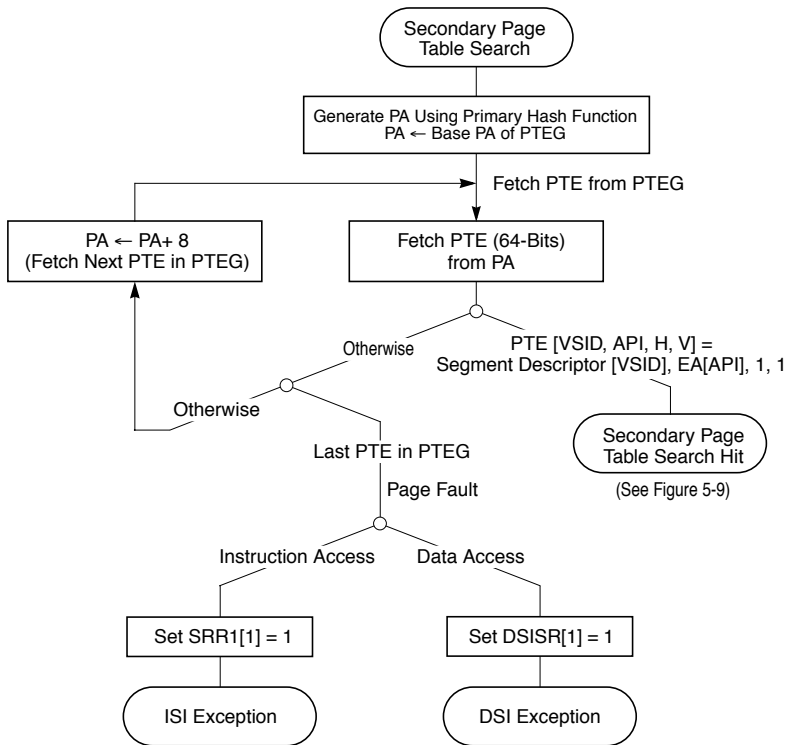 Secondary Page
Table Search
Generate PA Using Primary Hash Function
PA ← Base PA of PTEG
Fetch PTE from PTEG
PA ← PA+ 8
(Fetch Next PTE in PTEG)
Fetch PTE (64-Bits)
from PA
Otherwise
PTE [VSID, API, H, V] =
Segment Descriptor [VSID], EA[API], 1, 1
Otherwise
Secondary Page
Table Search Hit
(See Figure 5-9)
Last PTE in PTEG
Page Fault
Instruction Access
Data Access
Set SRR1[1] = 1
Set DSISR[1] = 1
ISI Exception
DSI Exception